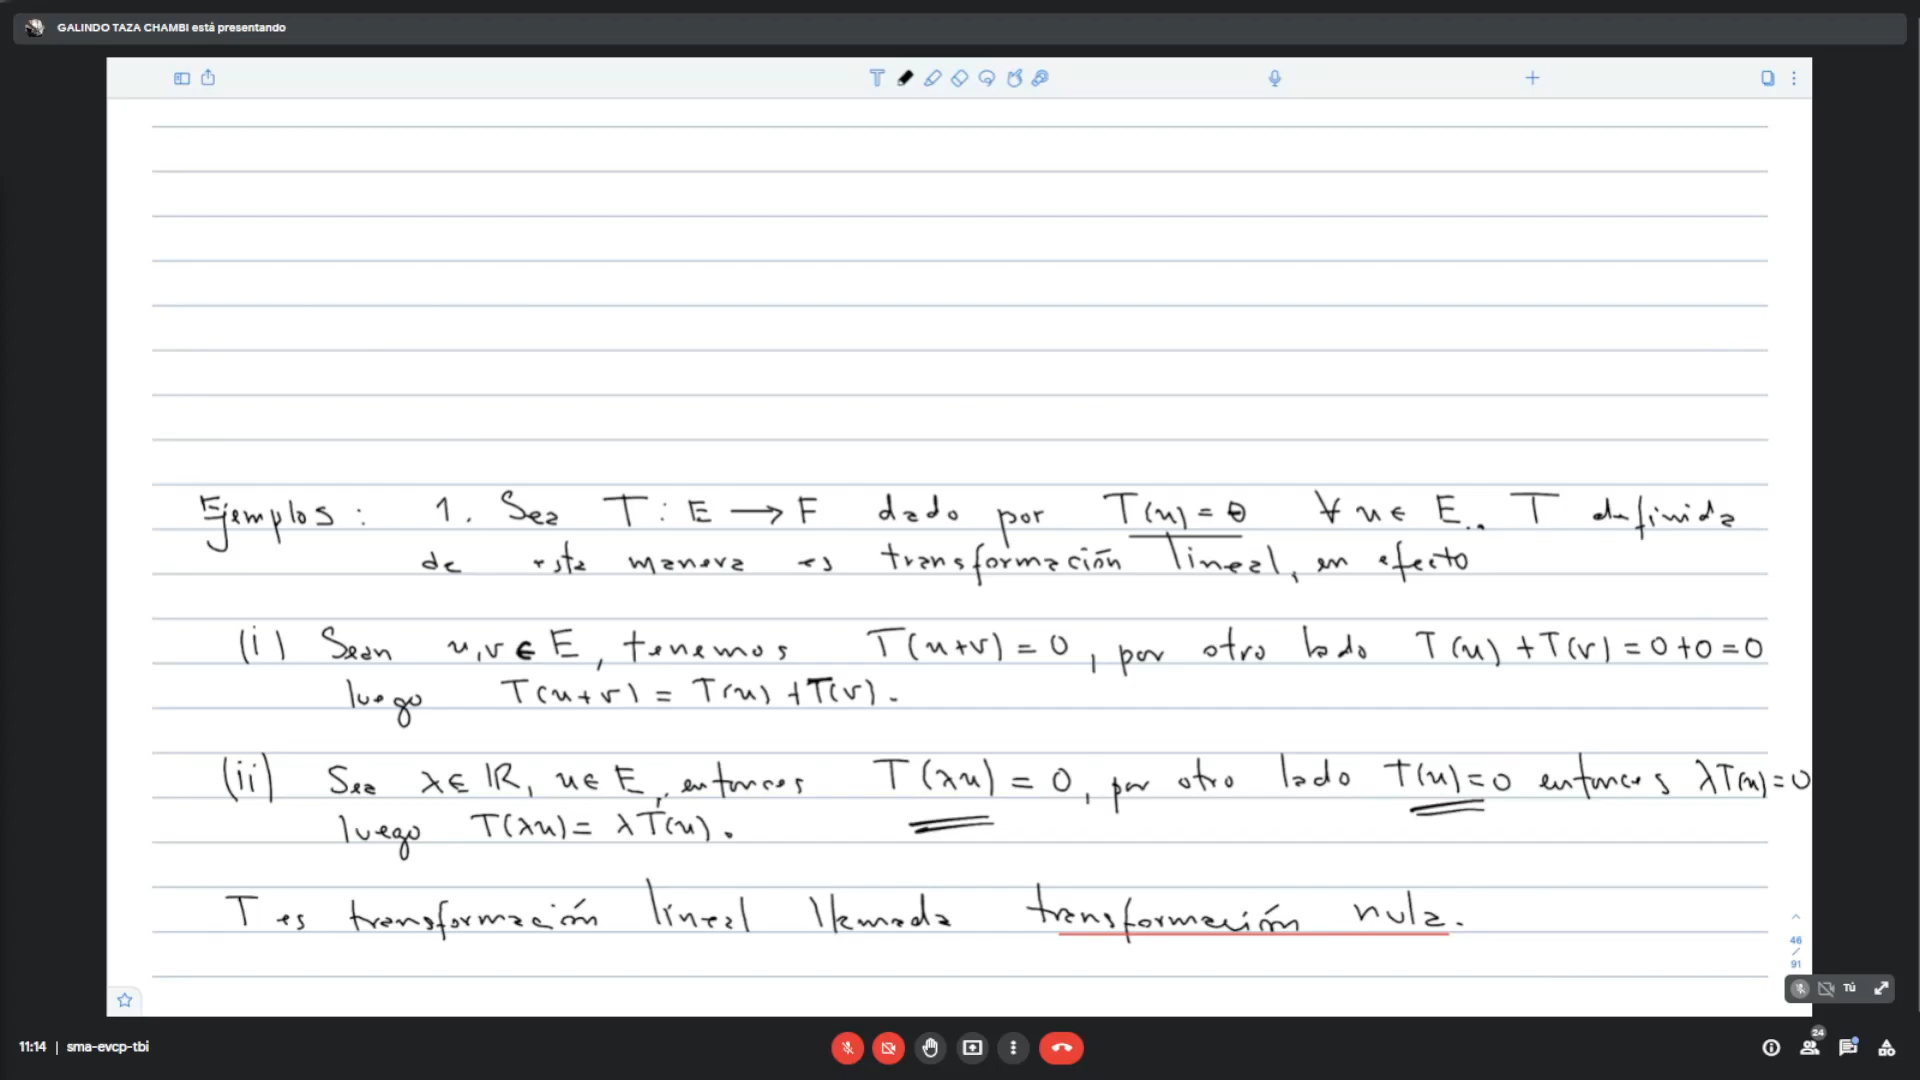 GALINDO TAZA CHAMBI está presentando
Ejemplos : 1. Sea T : E → F dado por T(u) = 0 ∀ u ∈ E. T definida
de esta manera es transformación lineal, en efecto
(i) Sean u,v ∈ E, tenemos T(u+v) = 0, por otro lado T(u) + T(v) = 0+0 = 0
luego T(u+v) = T(u) + T(v).
(ii) Sea λ ∈ ℝ, u ∈ E, entonces T(λu) = 0, por otro lado T(u) = 0 entonces λT(u) = 0
luego T(λu) = λT(u).
T es transformación lineal llamada transformación nula.
46
/
91
Tú
11:14 | sma-evcp-tbi
24